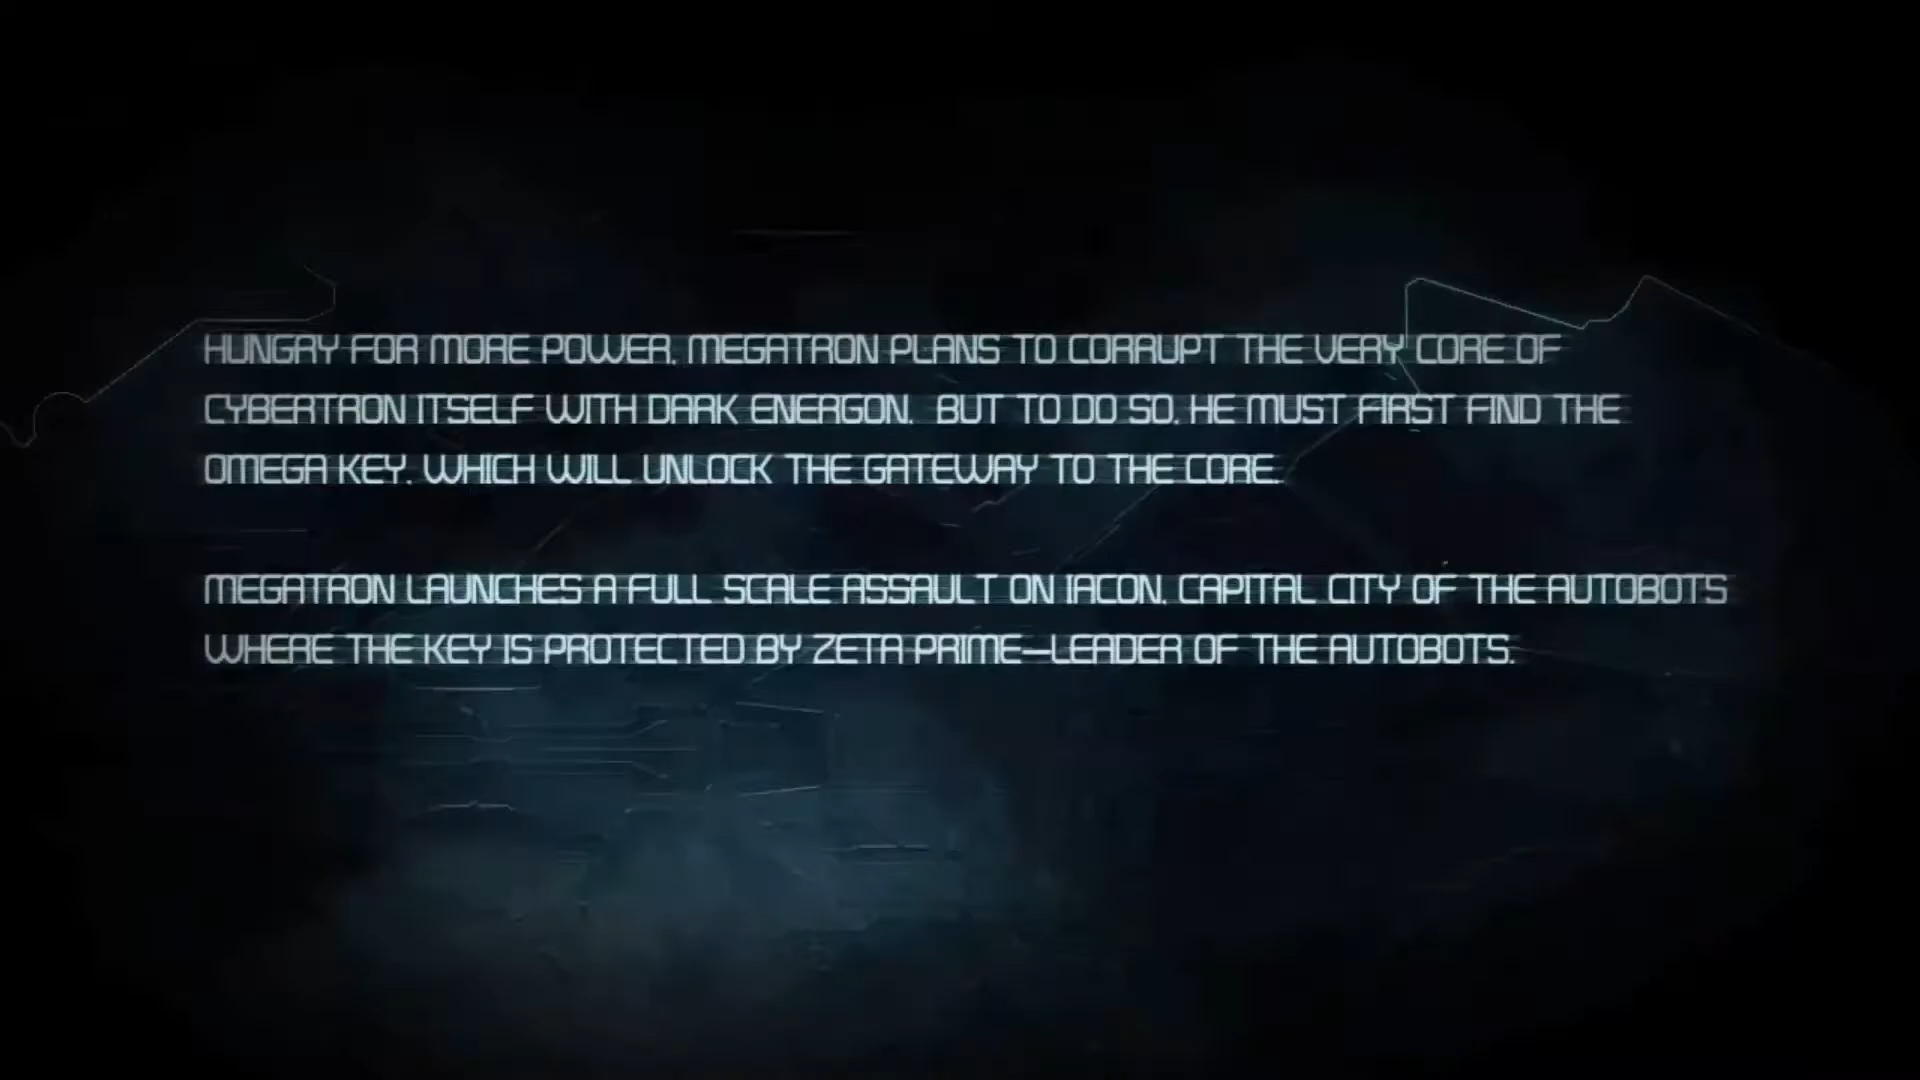 HUNGRY FOR MORE POWER, MEGATRON PLANS TO CORRUPT THE VERY CORE OF
CYBERTRON ITSELF WITH DARK ENERGON. BUT TO DO SO, HE MUST FIRST FIND THE
OMEGA KEY, WHICH WILL UNLOCK THE GATEWAY TO THE CORE.
MEGATRON LAUNCHES A FULL SCALE ASSAULT ON IACON, CAPITAL CITY OF THE AUTOBOTS
WHERE THE KEY IS PROTECTED BY ZETA PRIME—LEADER OF THE AUTOBOTS.